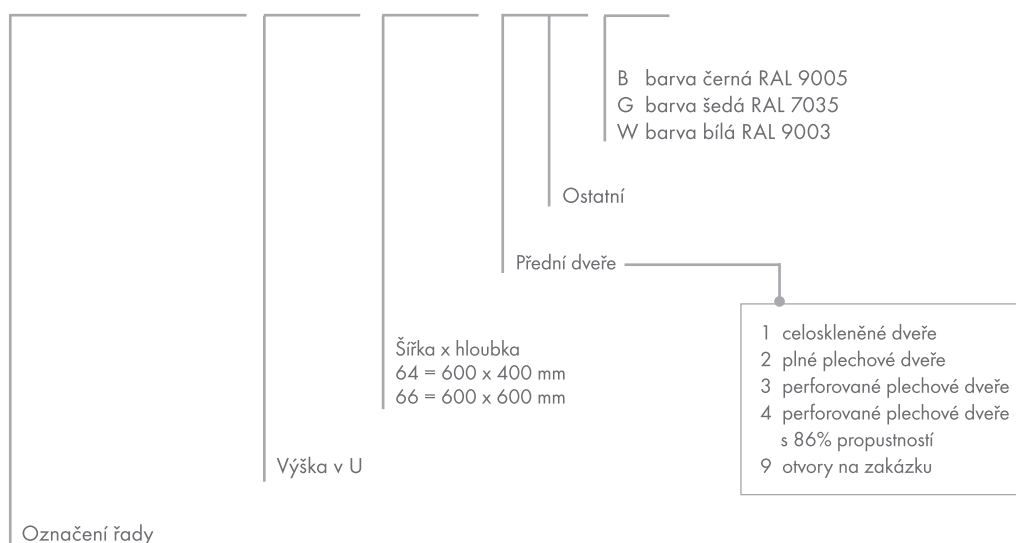 B barva černá RAL 9005
G barva šedá RAL 7035
W barva bílá RAL 9003
Ostatní
Přední dveře
1 celoskleněné dveře
2 plné plechové dveře
3 perforované plechové dveře
4 perforované plechové dveře
s 86% propustností
9 otvory na zakázku
Šířka x hloubka
64 = 600 x 400 mm
66 = 600 x 600 mm
Výška v U
Označení řady